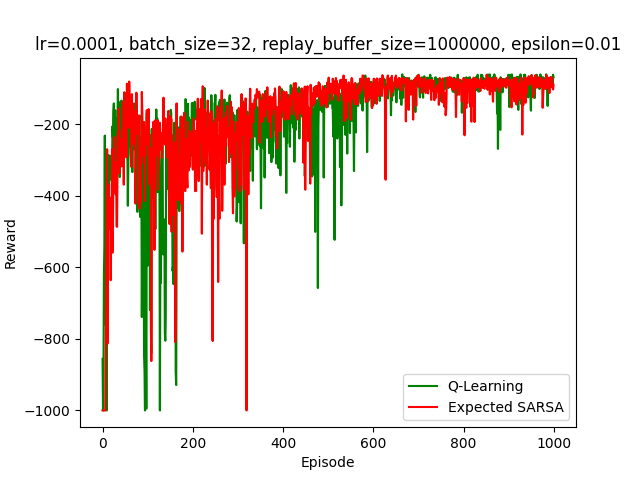 lr=0.0001, batch_size=32, replay_buffer_size=1000000, epsilon=0.01
−200
−400
−600
−800
−1000
Reward
0
200
400
600
800
1000
Episode
Q-Learning
Expected SARSA